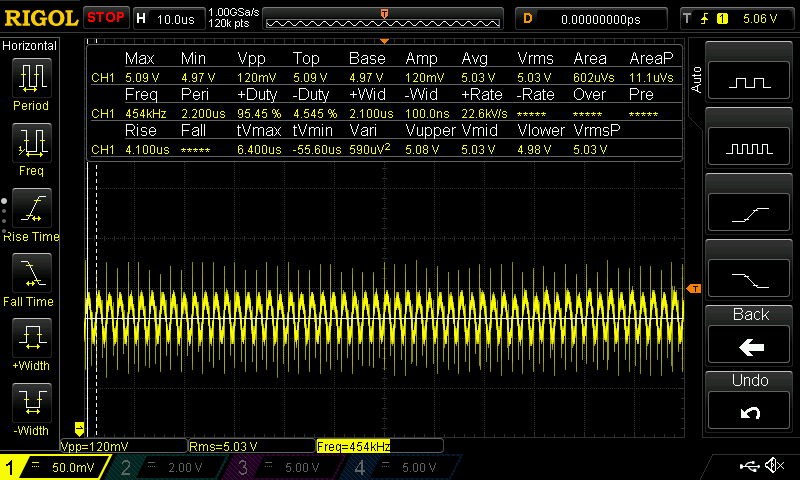 RIGOL STOP H 10.0us 1.00GSa/s 120k pts T D 0.00000000ps T 1 5.06 V
Horizontal
Period
Freq
Rise Time
Fall Time
+Width
-Width
Max Min Vpp Top Base Amp Avg Vrms Area AreaP
CH1 5.09 V 4.97 V 120mV 5.09 V 4.97 V 120mV 5.03 V 5.03 V 602uVs 11.1uVs
Freq Peri +Duty -Duty +Wid -Wid +Rate -Rate Over Pre
CH1 454kHz 2.200us 95.45 % 4.545 % 2.100us 100.0ns 22.6kV/s ***** ***** *****
Rise Fall tVmax tVmin Vari Vupper Vmid Vlower VrmsP
CH1 4.100us ***** 6.400us -55.60us 590uV² 5.08 V 5.03 V 4.98 V 5.03 V
T
Auto
Back
Undo
Vpp=120mV Rms=5.03 V Freq=454kHz
1 50.0mV 2 2.00 V 3 5.00 V 4 5.00 V